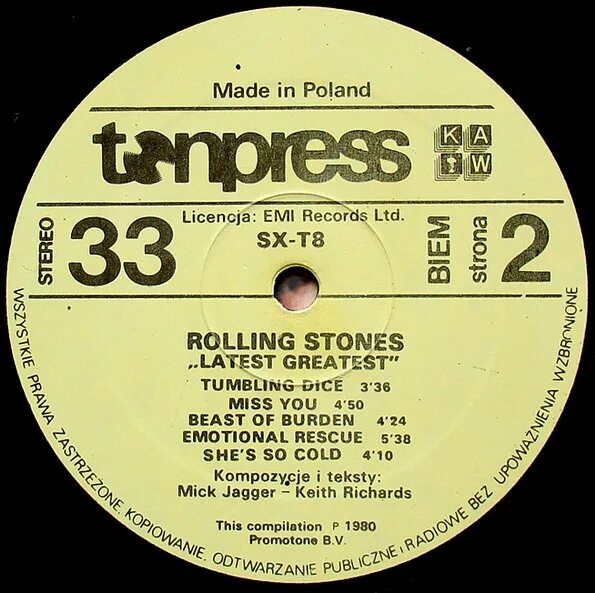 Made in Poland
tonpress
KAW
STEREO
33
Licencja: EMI Records Ltd.
SX-T8
BIEM
strona
2
ROLLING STONES
„LATEST GREATEST”
TUMBLING DICE 3'36
MISS YOU 4'50
BEAST OF BURDEN 4'24
EMOTIONAL RESCUE 5'38
SHE'S SO COLD 4'10
Kompozycje i teksty:
Mick Jagger – Keith Richards
This compilation P 1980
Promotone B.V.
WSZYSTKIE PRAWA ZASTRZEŻONE. KOPIOWANIE, ODTWARZANIE PUBLICZNE i RADIOWE BEZ UPOWAŻNIENIA WZBRONIONE